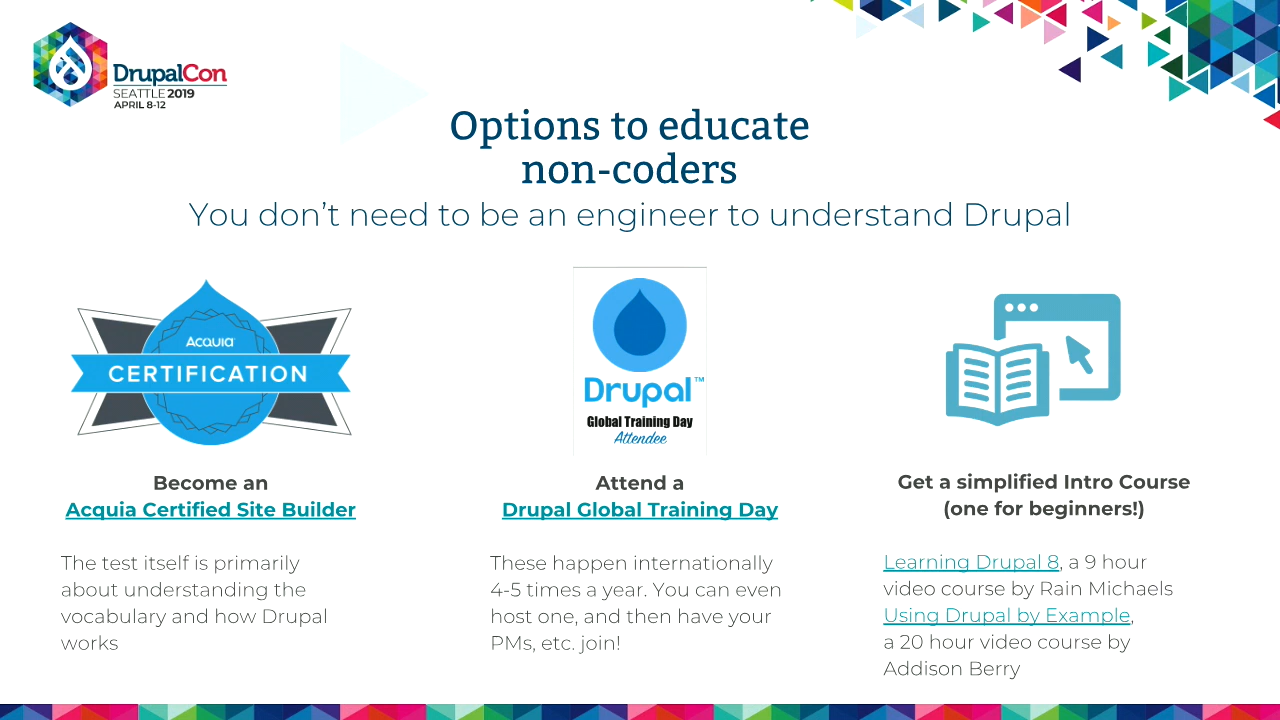 DrupalCon
SEATTLE 2019
APRIL 8-12
Options to educate
non-coders
You don't need to be an engineer to understand Drupal
Acquia
CERTIFICATION
Become an
Acquia Certified Site Builder
The test itself is primarily
about understanding the
vocabulary and how Drupal
works
Drupal™
Global Training Day
Attendee
Attend a
Drupal Global Training Day
These happen internationally
4-5 times a year. You can even
host one, and then have your
PMs, etc. join!
Get a simplified Intro Course
(one for beginners!)
Learning Drupal 8, a 9 hour
video course by Rain Michaels
Using Drupal by Example,
a 20 hour video course by
Addison Berry